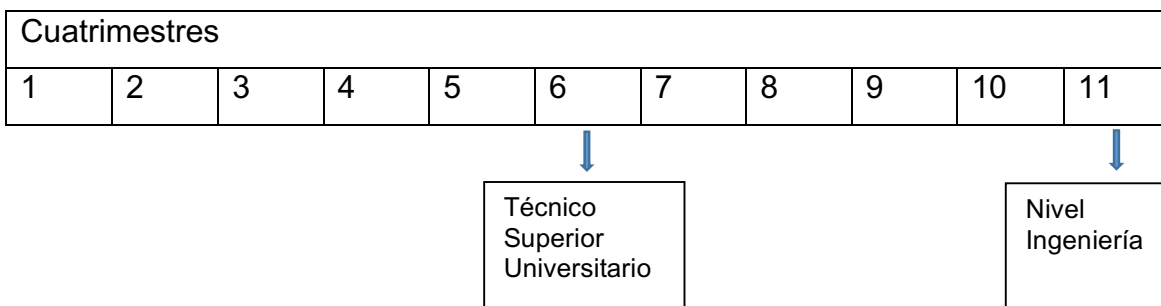 Cuatrimestres
1 2 3 4 5 6 7 8 9 10 11
Técnico
Superior
Universitario
Nivel
Ingeniería